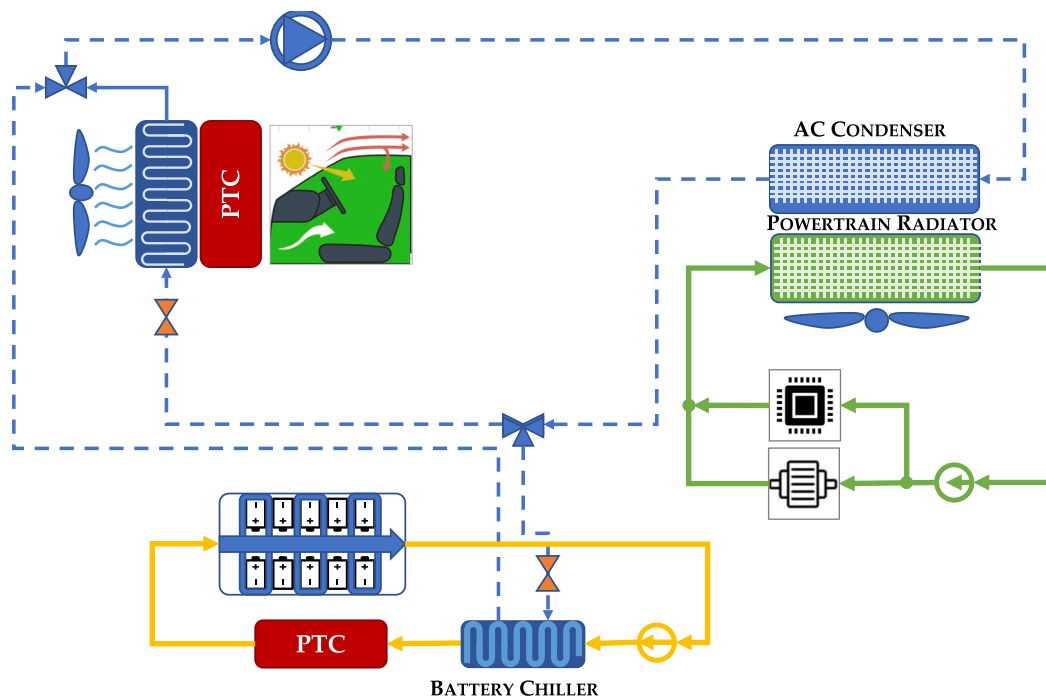 AC CONDENSER
PTC
POWERTRAIN RADIATOR
PTC
BATTERY CHILLER